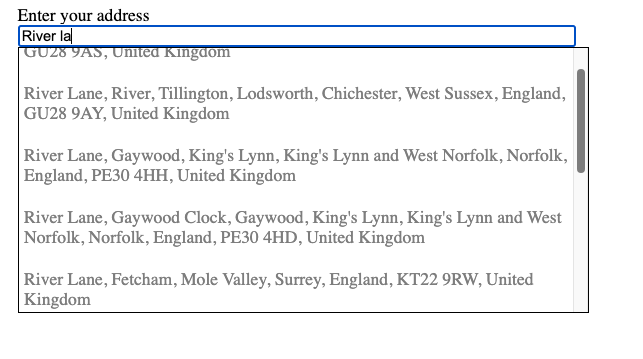 Enter your address
River la
GU28 9AS, United Kingdom
River Lane, River, Tillington, Lodsworth, Chichester, West Sussex, England,
GU28 9AY, United Kingdom
River Lane, Gaywood, King's Lynn, King's Lynn and West Norfolk, Norfolk,
England, PE30 4HH, United Kingdom
River Lane, Gaywood Clock, Gaywood, King's Lynn, King's Lynn and West
Norfolk, Norfolk, England, PE30 4HD, United Kingdom
River Lane, Fetcham, Mole Valley, Surrey, England, KT22 9RW, United
Kingdom